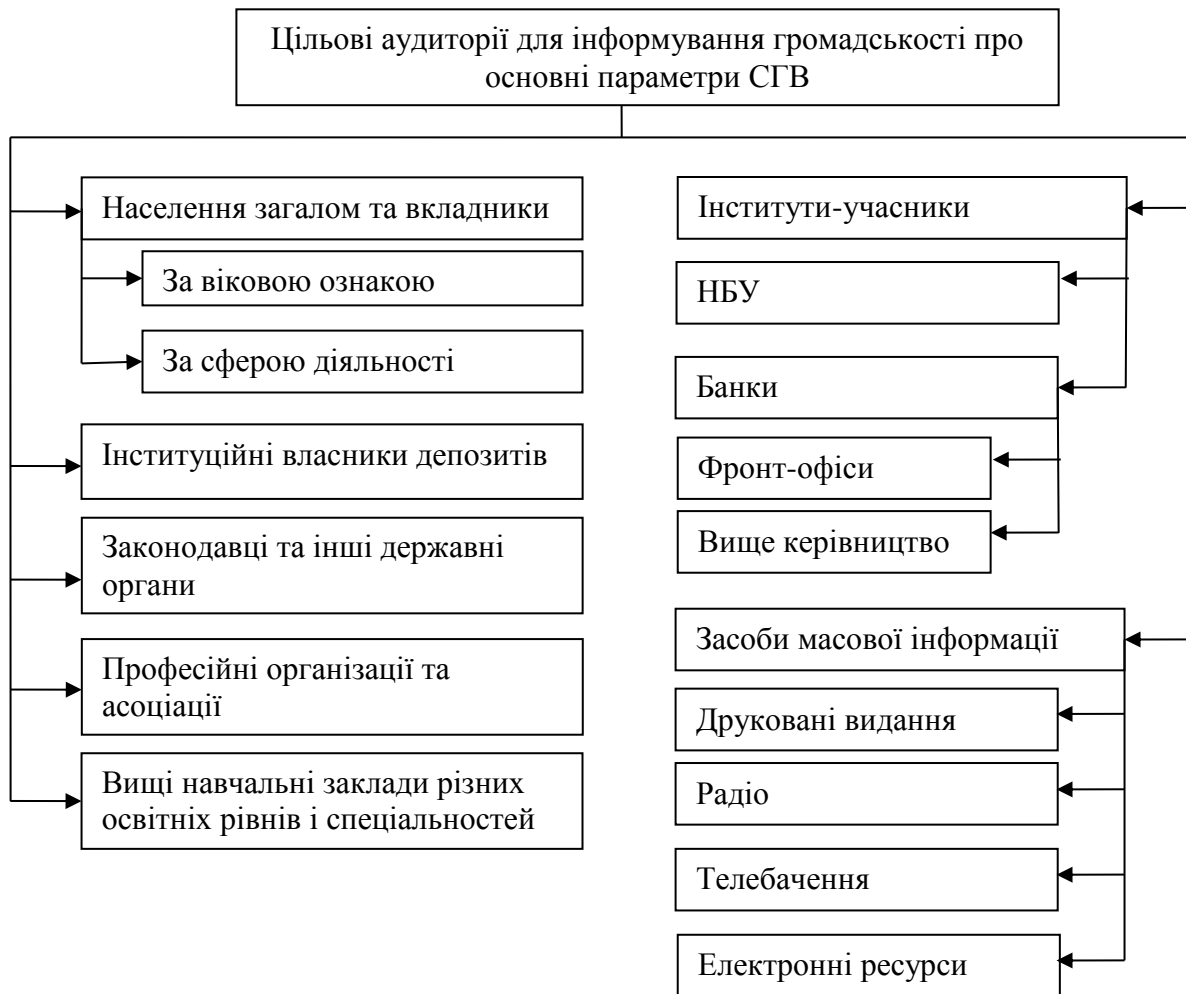 Цільові аудиторії для інформування громадськості про
основні параметри СГВ
Населення загалом та вкладники
За віковою ознакою
За сферою діяльності
Інституційні власники депозитів
Законодавці та інші державні
органи
Професійні організації та
асоціації
Вищі навчальні заклади різних
освітніх рівнів і спеціальностей
Інститути-учасники
НБУ
Банки
Фронт-офіси
Вище керівництво
Засоби масової інформації
Друковані видання
Радіо
Телебачення
Електронні ресурси